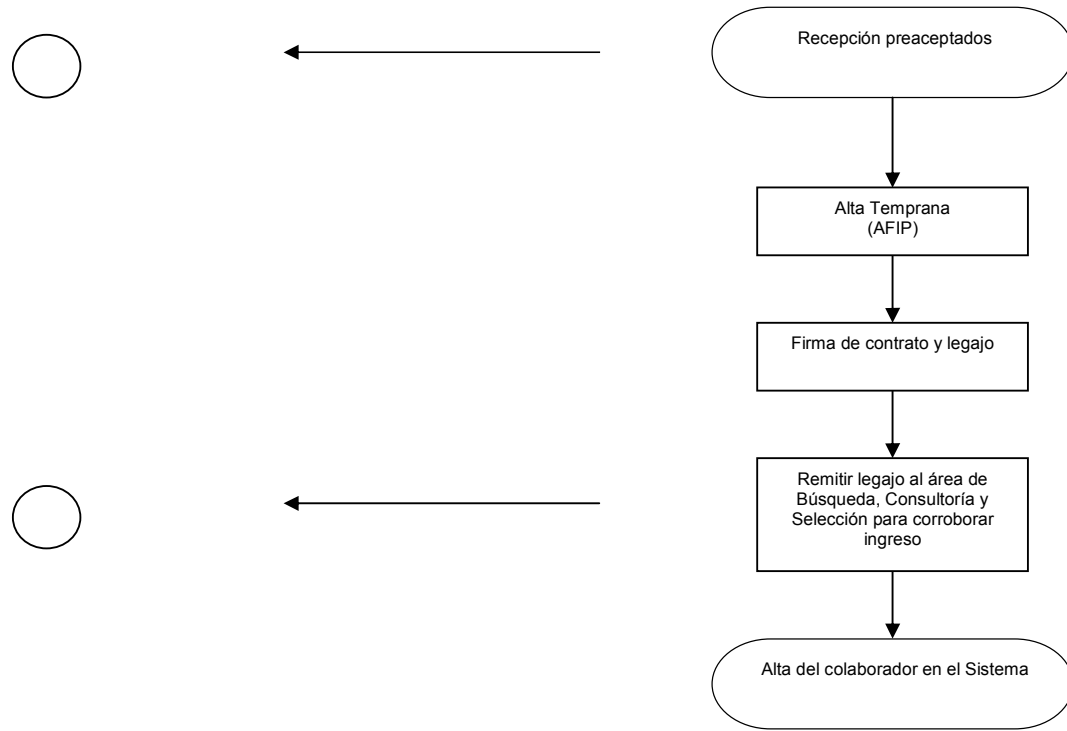 Recepción preaceptados
Alta Temprana
(AFIP)
Firma de contrato y legajo
Remitir legajo al área de
Búsqueda, Consultoría y
Selección para corroborar
ingreso
Alta del colaborador en el Sistema